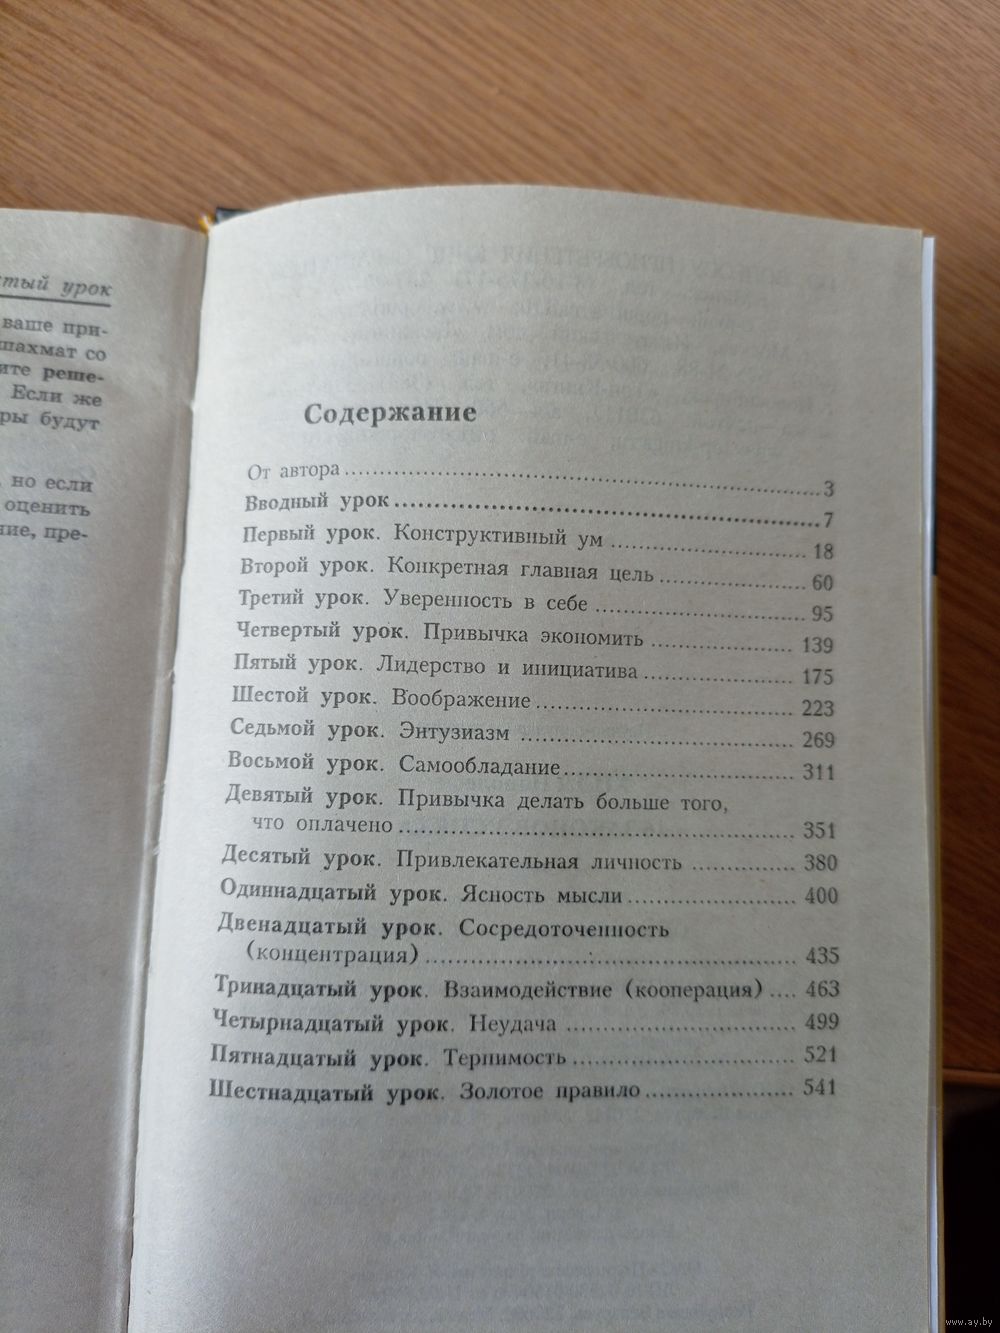 тый урок
ваше при-
шахмат со
ите реше-
Если же
ры будут
но если
оценить
ние, пре-
Содержание
От автора 3
Вводный урок 7
Первый урок. Конструктивный ум 18
Второй урок. Конкретная главная цель 60
Третий урок. Уверенность в себе 95
Четвертый урок. Привычка экономить 139
Пятый урок. Лидерство и инициатива 175
Шестой урок. Воображение 223
Седьмой урок. Энтузиазм 269
Восьмой урок. Самообладание 311
Девятый урок. Привычка делать больше того,
что оплачено 351
Десятый урок. Привлекательная личность 380
Одиннадцатый урок. Ясность мысли 400
Двенадцатый урок. Сосредоточенность
(концентрация) 435
Тринадцатый урок. Взаимодействие (кооперация) 463
Четырнадцатый урок. Неудача 499
Пятнадцатый урок. Терпимость 521
Шестнадцатый урок. Золотое правило 541
www.ay.by